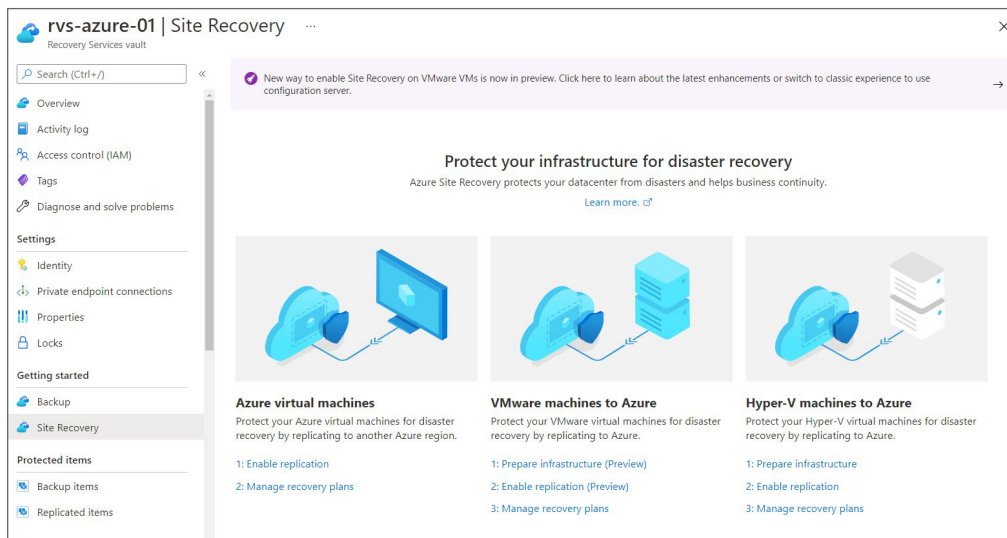 rvs-azure-01 | Site Recovery ...
Recovery Services vault
Search (Ctrl+/)
Overview
Activity log
Access control (IAM)
Tags
Diagnose and solve problems
Settings
Identity
Private endpoint connections
Properties
Locks
Getting started
Backup
Site Recovery
Protected items
Backup items
Replicated items
New way to enable Site Recovery on VMware VMs is now in preview. Click here to learn about the latest enhancements or switch to classic experience to use
configuration server.
Protect your infrastructure for disaster recovery
Azure Site Recovery protects your datacenter from disasters and helps business continuity.
Learn more.
Azure virtual machines
Protect your Azure virtual machines for disaster
recovery by replicating to another Azure region.
1: Enable replication
2: Manage recovery plans
VMware machines to Azure
Protect your VMware virtual machines for disaster
recovery by replicating to Azure.
1: Prepare infrastructure (Preview)
2: Enable replication (Preview)
3: Manage recovery plans
Hyper-V machines to Azure
Protect your Hyper-V virtual machines for disaster
recovery by replicating to Azure.
1: Prepare infrastructure
2: Enable replication
3: Manage recovery plans